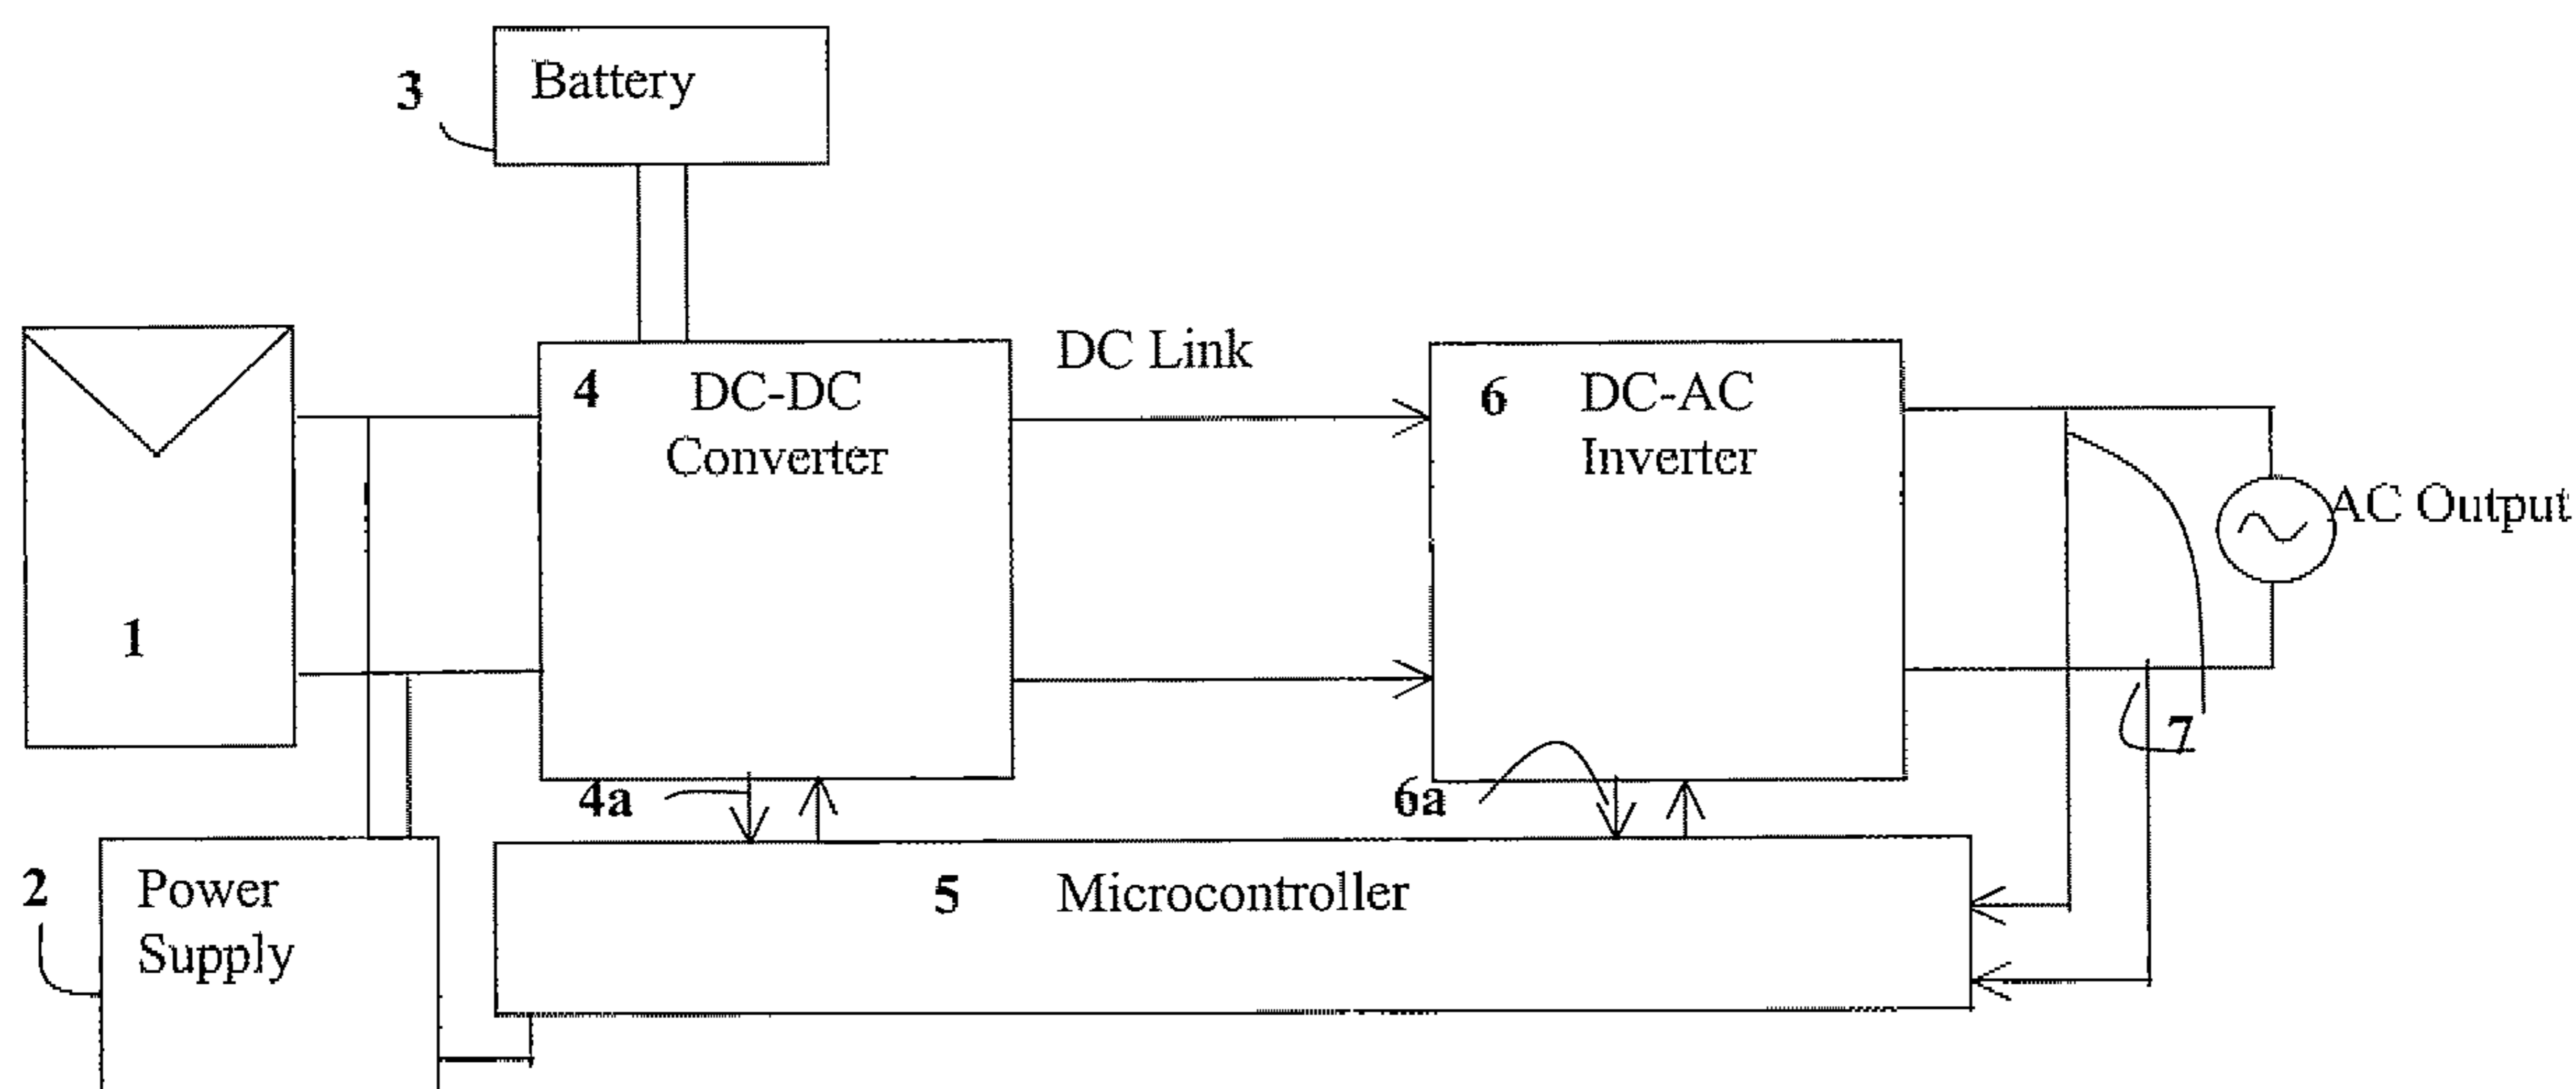 Battery
3
DC Link
4 DC-DC
Converter
6 DC-AC
Inverter
AC Output
1
7
4a
6a
2
Power
Supply
5 Microcontroller